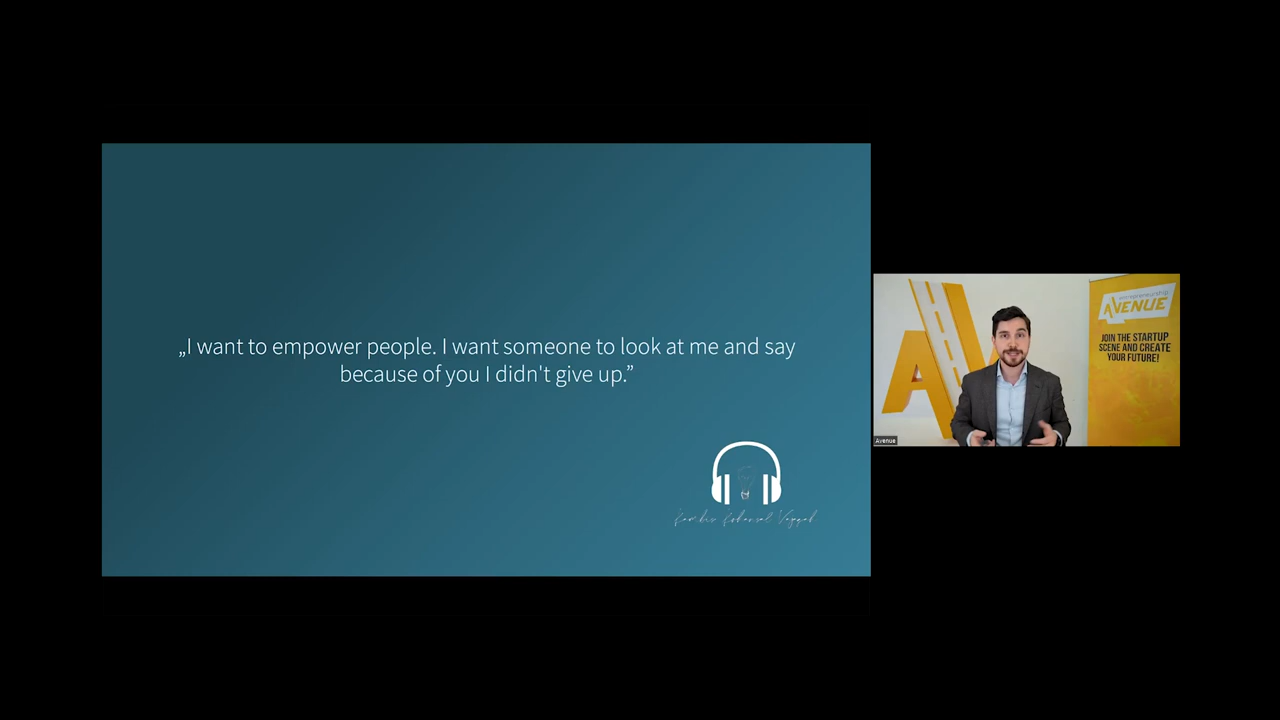 „I want to empower people. I want someone to look at me and say
because of you I didn't give up.”
entrepreneurship
AVENUE
JOIN THE STARTUP
SCENE AND CREATE
YOUR FUTURE!
AV
Avenue